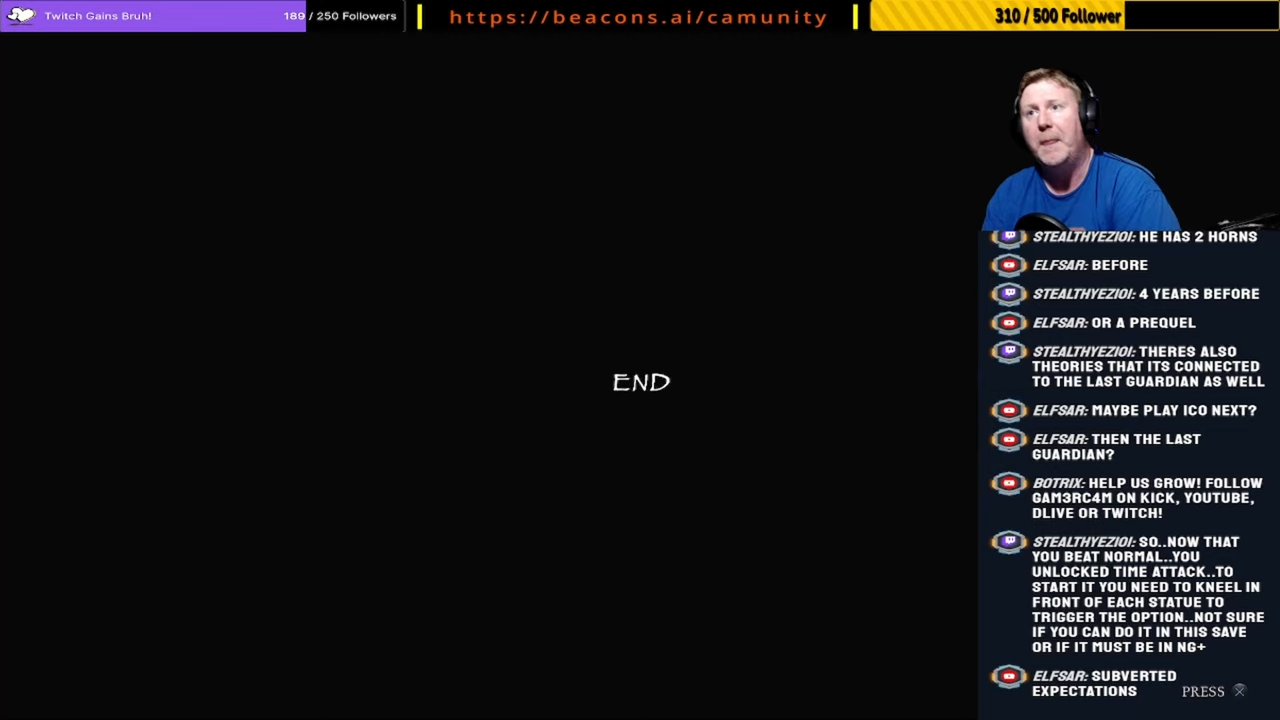 Twitch Gains Bruh!
189 / 250 Followers
https://beacons.ai/camunity
310 / 500 Follower
STEALTHYEZIO1: HE HAS 2 HORNS
ELFSAR: BEFORE
STEALTHYEZIO1: 4 YEARS BEFORE
ELFSAR: OR A PREQUEL
STEALTHYEZIO1: THERES ALSO
THEORIES THAT ITS CONNECTED
TO THE LAST GUARDIAN AS WELL
ELFSAR: MAYBE PLAY ICO NEXT?
ELFSAR: THEN THE LAST
GUARDIAN?
BOTRIX: HELP US GROW! FOLLOW
GAM3RC4M ON KICK, YOUTUBE,
DLIVE OR TWITCH!
STEALTHYEZIO1: SO..NOW THAT
YOU BEAT NORMAL..YOU
UNLOCKED TIME ATTACK..TO
START IT YOU NEED TO KNEEL IN
FRONT OF EACH STATUE TO
TRIGGER THE OPTION..NOT SURE
IF YOU CAN DO IT IN THIS SAVE
OR IF IT MUST BE IN NG+
ELFSAR: SUBVERTED
EXPECTATIONS
END
PRESS